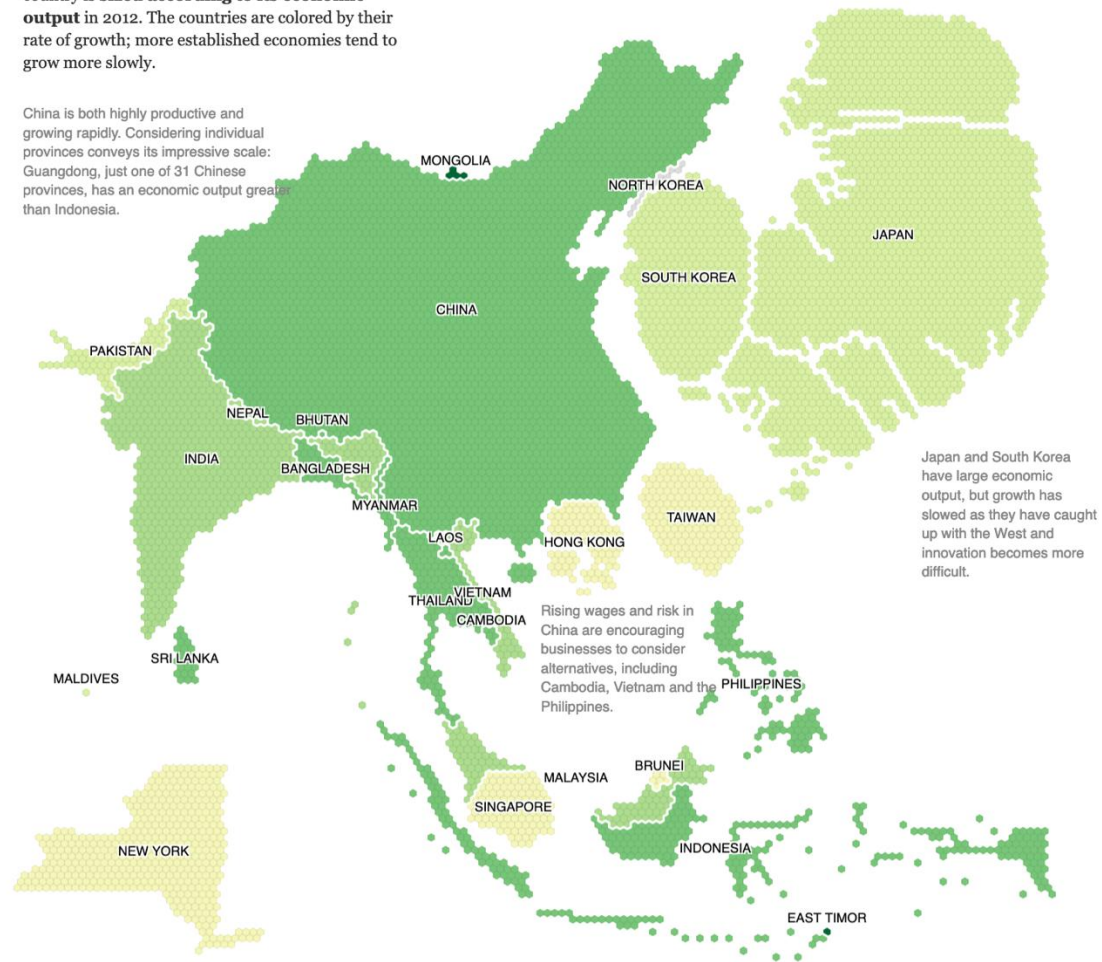 output in 2012. The countries are colored by their
rate of growth; more established economies tend to
grow more slowly.
China is both highly productive and
growing rapidly. Considering individual
provinces conveys its impressive scale:
Guangdong, just one of 31 Chinese
provinces, has an economic output greater
than Indonesia.
MONGOLIA
NORTH KOREA
JAPAN
SOUTH KOREA
CHINA
PAKISTAN
NEPAL
BHUTAN
INDIA
BANGLADESH
MYANMAR
Japan and South Korea
have large economic
output, but growth has
slowed as they have caught
up with the West and
innovation becomes more
difficult.
TAIWAN
LAOS
HONG KONG
VIETNAM
THAILAND
CAMBODIA
Rising wages and risk in
China are encouraging
businesses to consider
alternatives, including
Cambodia, Vietnam and the
Philippines.
SRI LANKA
MALDIVES
PHILIPPINES
BRUNEI
MALAYSIA
SINGAPORE
NEW YORK
INDONESIA
EAST TIMOR